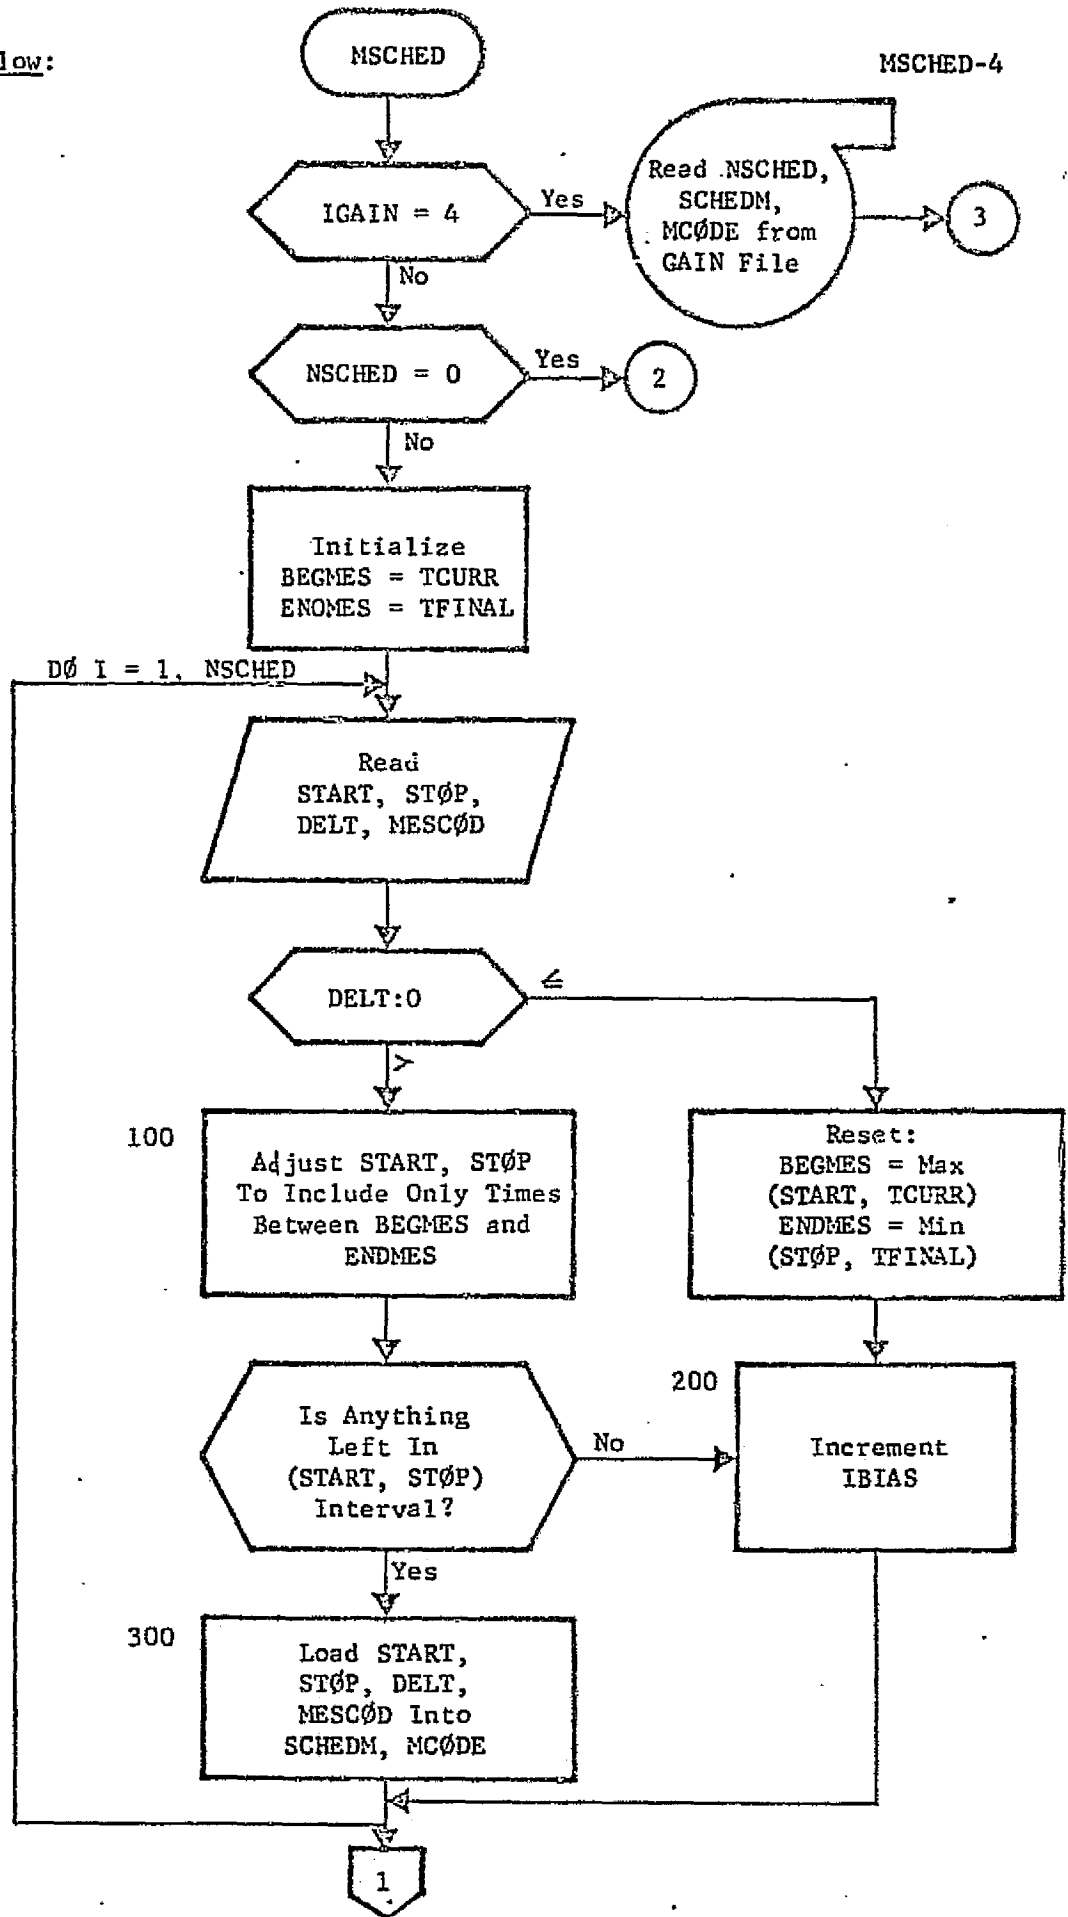 low:
MSCHED
MSCHED-4
IGAIN = 4
Yes
Read NSCHED,
SCHEDM,
MCØDE from
GAIN File
3
No
NSCHED = 0
Yes
2
No
Initialize
BEGMES = TCURR
ENOMES = TFINAL
DØ I = 1, NSCHED
Read
START, STØP,
DELT, MESCØD
DELT:0
≤
>
100
Adjust START, STØP
To Include Only Times
Between BEGMES and
ENDMES
Reset:
BEGMES = Max
(START, TCURR)
ENDMES = Min
(STØP, TFINAL)
Is Anything
Left In
(START, STØP)
Interval?
No
200
Increment
IBIAS
Yes
300
Load START,
STØP, DELT,
MESCØD Into
SCHEDM, MCØDE
1